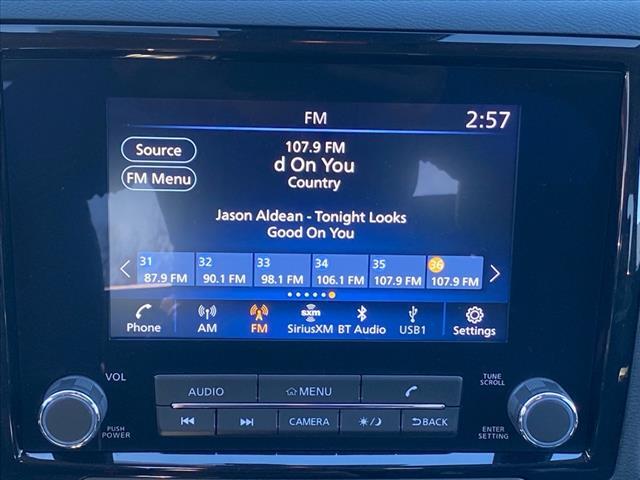 FM
2:57
Source
107.9 FM
d On You
FM Menu
Country
Jason Aldean - Tonight Looks
Good On You
31 32 33 34 35 36
87.9 FM 90.1 FM 98.1 FM 106.1 FM 107.9 FM 107.9 FM
sxm
Phone AM FM SiriusXM BT Audio USB1 Settings
VOL
TUNE
SCROLL
AUDIO MENU
PUSH
POWER
CAMERA BACK
ENTER
SETTING